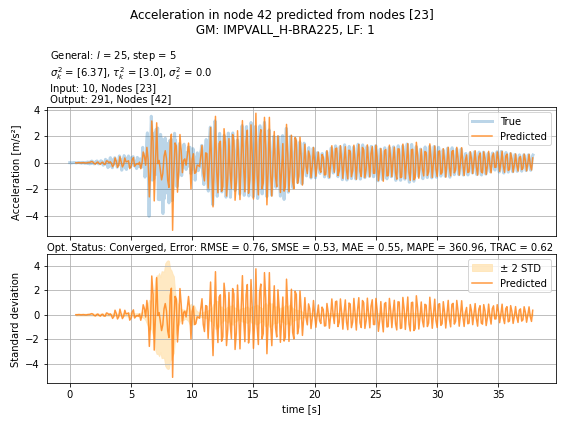 Acceleration in node 42 predicted from nodes [23]
GM: IMPVALL_H-BRA225, LF: 1
General: l = 25, step = 5
σ²ₖ = [6.37], τ²ₖ = [3.0], σ²ε = 0.0
Input: 10, Nodes [23]
Output: 291, Nodes [42]
4
2
0
−2
−4
Acceleration [m/s²]
True
Predicted
Opt. Status: Converged, Error: RMSE = 0.76, SMSE = 0.53, MAE = 0.55, MAPE = 360.96, TRAC = 0.62
4
2
0
−2
−4
Standard deviation
± 2 STD
Predicted
0 5 10 15 20 25 30 35
time [s]